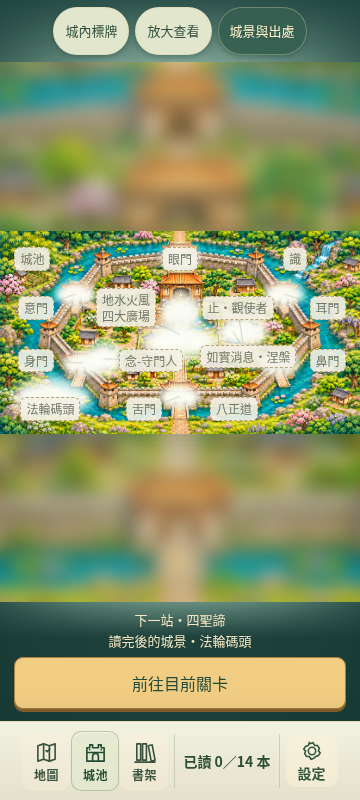 城內標牌
放大查看
城景與出處
城池
眼門
識
意門
地水火風
四大廣場
止・觀使者
耳門
身門
念-守門人
如實消息・涅槃
鼻門
法輪碼頭
舌門
八正道
下一站・四聖諦
讀完後的城景・法輪碼頭
前往目前關卡
地圖
城池
書架
已讀 0／14 本
設定